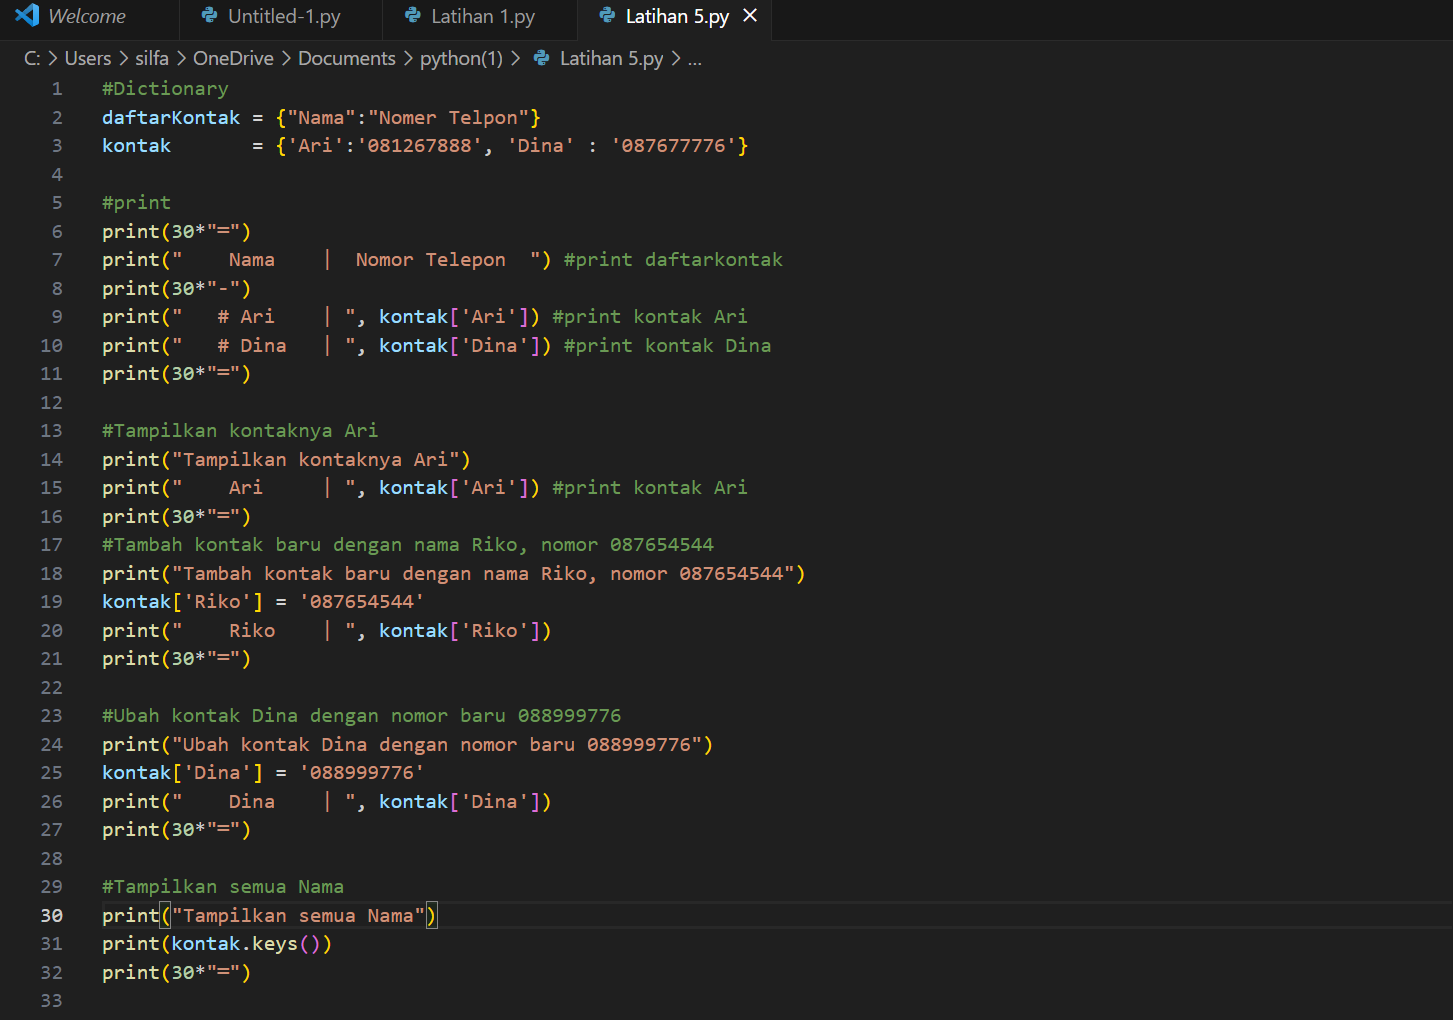 Welcome Untitled-1.py Latihan 1.py Latihan 5.py ×
C: > Users > silfa > OneDrive > Documents > python(1) > Latihan 5.py > ...
1 #Dictionary
2 daftarKontak = {"Nama":"Nomer Telpon"}
3 kontak       = {'Ari':'081267888', 'Dina' : '087677776'}
4
5 #print
6 print(30*"=")
7 print("    Nama    |  Nomor Telepon  ") #print daftarkontak
8 print(30*"-")
9 print("   # Ari    | ", kontak['Ari']) #print kontak Ari
10 print("   # Dina   | ", kontak['Dina']) #print kontak Dina
11 print(30*"=")
12
13 #Tampilkan kontaknya Ari
14 print("Tampilkan kontaknya Ari")
15 print("    Ari     | ", kontak['Ari']) #print kontak Ari
16 print(30*"=")
17 #Tambah kontak baru dengan nama Riko, nomor 087654544
18 print("Tambah kontak baru dengan nama Riko, nomor 087654544")
19 kontak['Riko'] = '087654544'
20 print("    Riko    | ", kontak['Riko'])
21 print(30*"=")
22
23 #Ubah kontak Dina dengan nomor baru 088999776
24 print("Ubah kontak Dina dengan nomor baru 088999776")
25 kontak['Dina'] = '088999776'
26 print("    Dina    | ", kontak['Dina'])
27 print(30*"=")
28
29 #Tampilkan semua Nama
30 print("Tampilkan semua Nama")
31 print(kontak.keys())
32 print(30*"=")
33